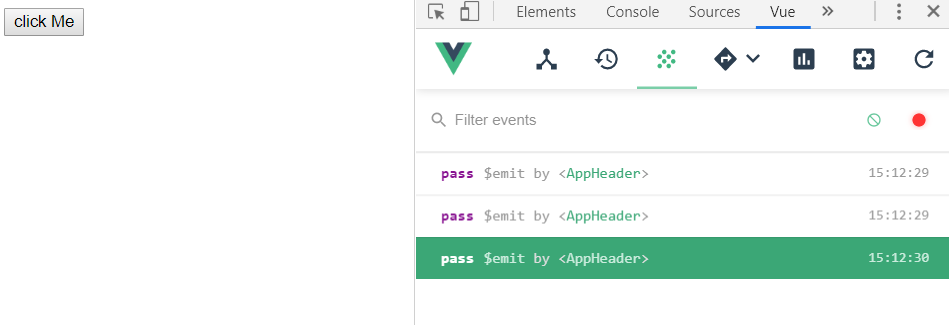 click Me
Elements Console Sources Vue »
Filter events
pass $emit by <AppHeader> 15:12:29
pass $emit by <AppHeader> 15:12:29
pass $emit by <AppHeader> 15:12:30